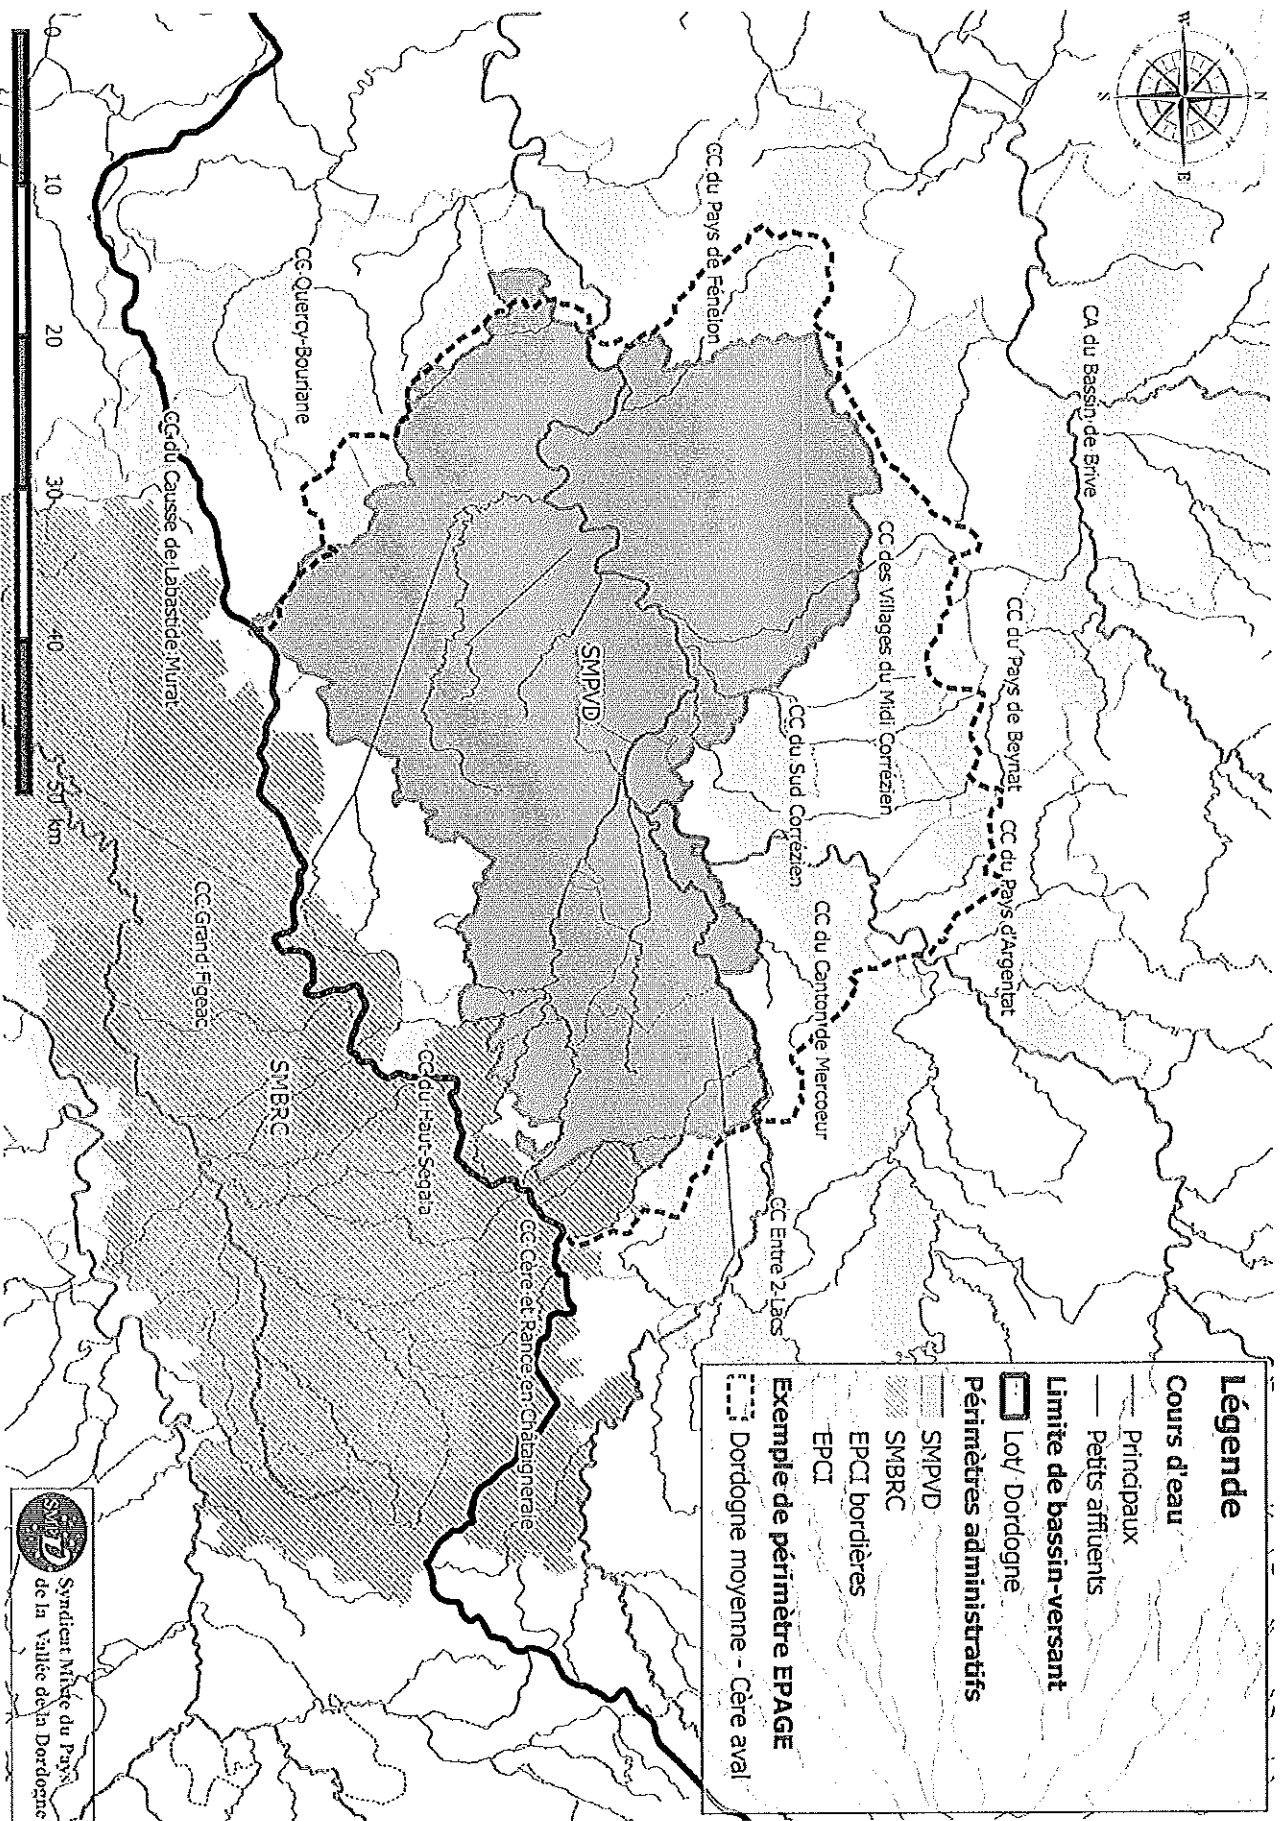 N
W
E
S
CA du Bassin de Brive
CC du Pays de Beynat
CC du Pays d'Argentat
CC des Villages du Midi Corrézien
CC du Sud Corrézien
CC du Canton de Mercoeur
CC du Pays de Fénelon
CC Entre 2 Lacs
SMPVD
CC Cère et Rance en Châtaigneraie
CC du Haut-Ségala
CC Quercy-Bouriane
SMBRC
CC Grand Figeac
CC du Causse de Labastide Murat
0 10 20 30 40 50 km
Légende
Cours d'eau
Principaux
Petits affluents
Limite de bassin-versant
Lot/ Dordogne
Périmètres administratifs
SMPVD
SMBRC
EPCI bordières
EPCI
Exemple de périmètre EPAGE
Dordogne moyenne - Cère aval
Syndicat Mixte du Pays
de la Vallée de la Dordogne